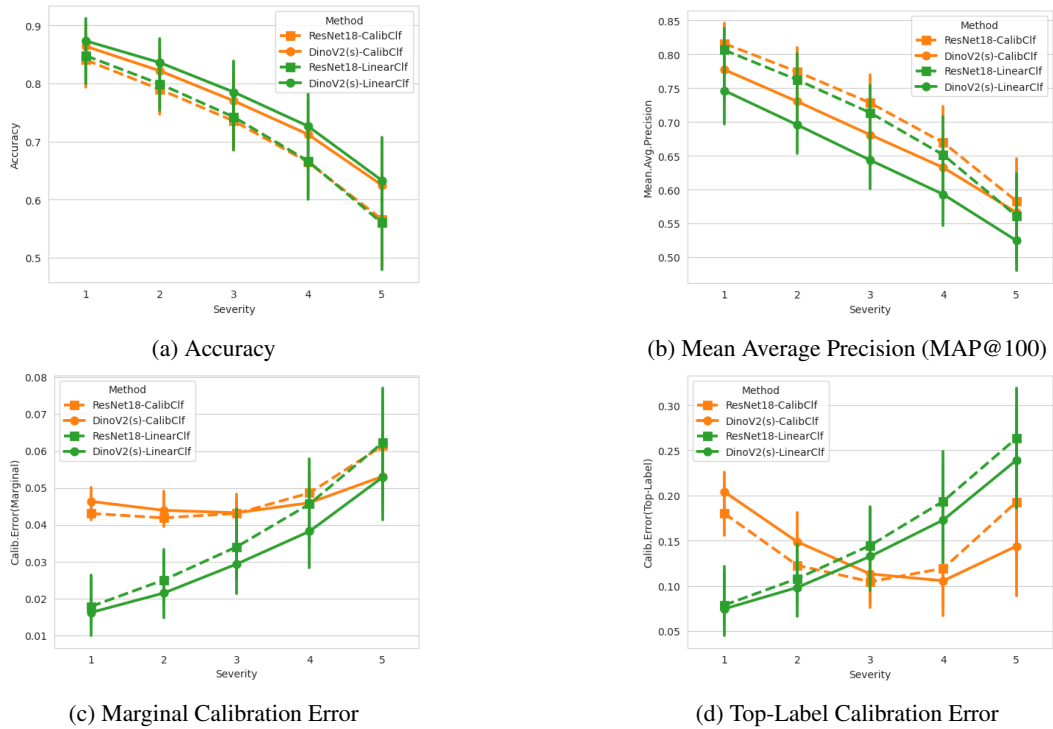 Accuracy
0.9
0.8
0.7
0.6
0.5
Method
ResNet18-CalibClf
DinoV2(s)-CalibClf
ResNet18-LinearClf
DinoV2(s)-LinearClf
1 2 3 4 5
Severity
(a) Accuracy
Mean.Avg.Precision
0.85
0.80
0.75
0.70
0.65
0.60
0.55
0.50
Method
ResNet18-CalibClf
DinoV2(s)-CalibClf
ResNet18-LinearClf
DinoV2(s)-LinearClf
1 2 3 4 5
Severity
(b) Mean Average Precision (MAP@100)
Calib.Error(Marginal)
0.08
0.07
0.06
0.05
0.04
0.03
0.02
0.01
Method
ResNet18-CalibClf
DinoV2(s)-CalibClf
ResNet18-LinearClf
DinoV2(s)-LinearClf
1 2 3 4 5
Severity
(c) Marginal Calibration Error
Calib.Error(Top-Label)
0.30
0.25
0.20
0.15
0.10
0.05
Method
ResNet18-CalibClf
DinoV2(s)-CalibClf
ResNet18-LinearClf
DinoV2(s)-LinearClf
1 2 3 4 5
Severity
(d) Top-Label Calibration Error